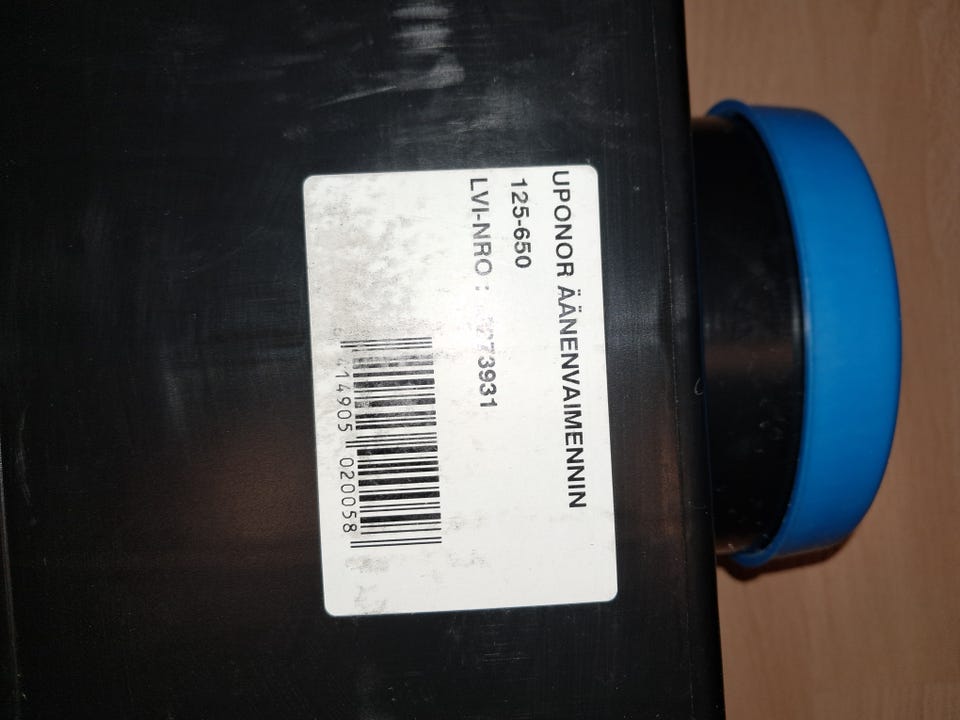 UPONOR ÄÄNENVAIMENNIN
125-650
LVI-NRO :
414905 020058